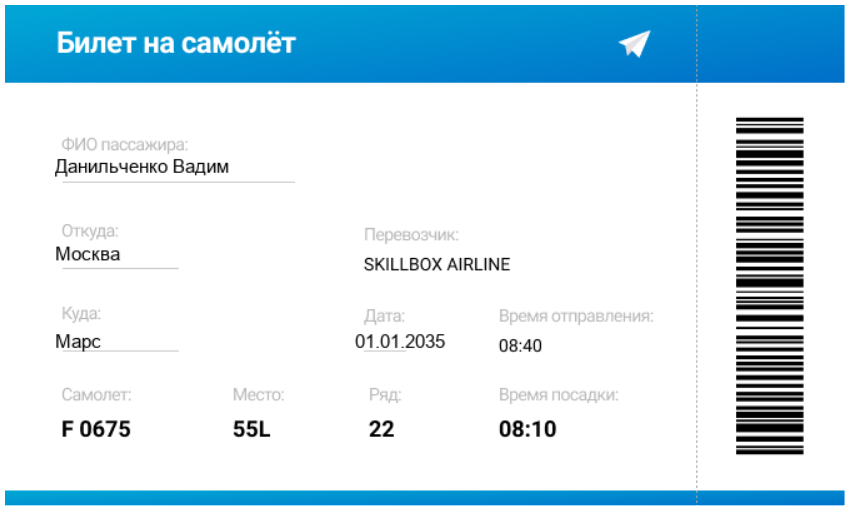 Билет на самолёт
ФИО пассажира:
Данильченко Вадим
Откуда:
Москва
Перевозчик:
SKILLBOX AIRLINE
Куда:
Марс
Дата:
01.01.2035
Время отправления:
08:40
Самолет:
F 0675
Место:
55L
Ряд:
22
Время посадки:
08:10